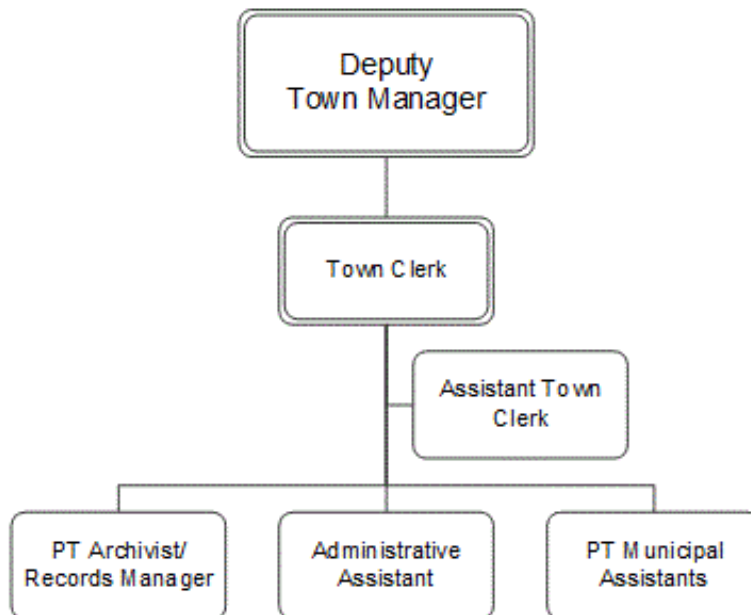 Deputy
Town Manager
Town Clerk
Assistant Town
Clerk
PT Archivist/
Records Manager
Administrative
Assistant
PT Municipal
Assistants